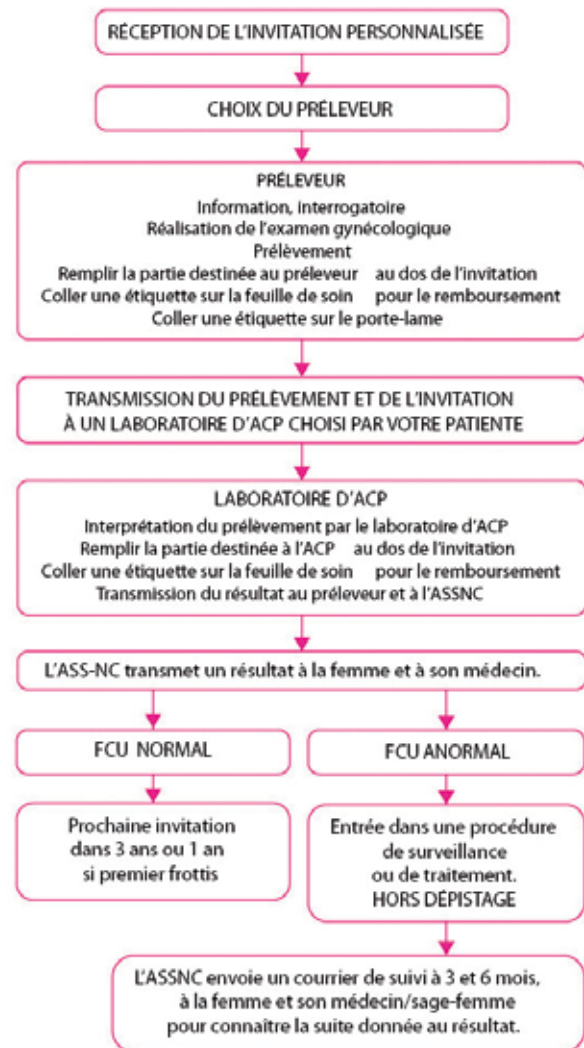 RÉCEPTION DE L'INVITATION PERSONNALISÉE
CHOIX DU PRÉLEVEUR
PRÉLEVEUR
Information, interrogatoire
Réalisation de l'examen gynécologique
Prélèvement
Remplir la partie destinée au préleveur au dos de l'invitation
Coller une étiquette sur la feuille de soin pour le remboursement
Coller une étiquette sur le porte-lame
TRANSMISSION DU PRÉLÈVEMENT ET DE L'INVITATION
À UN LABORATOIRE D'ACP CHOISI PAR VOTRE PATIENTE
LABORATOIRE D'ACP
Interprétation du prélèvement par le laboratoire d'ACP
Remplir la partie destinée à l'ACP au dos de l'invitation
Coller une étiquette sur la feuille de soin pour le remboursement
Transmission du résultat au préleveur et à l'ASSNC
L'ASS-NC transmet un résultat à la femme et à son médecin.
FCU NORMAL
FCU ANORMAL
Prochaine invitation
dans 3 ans ou 1 an
si premier frottis
Entrée dans une procédure
de surveillance
ou de traitement.
HORS DÉPISTAGE
L'ASSNC envoie un courrier de suivi à 3 et 6 mois,
à la femme et son médecin/sage-femme
pour connaître la suite donnée au résultat.